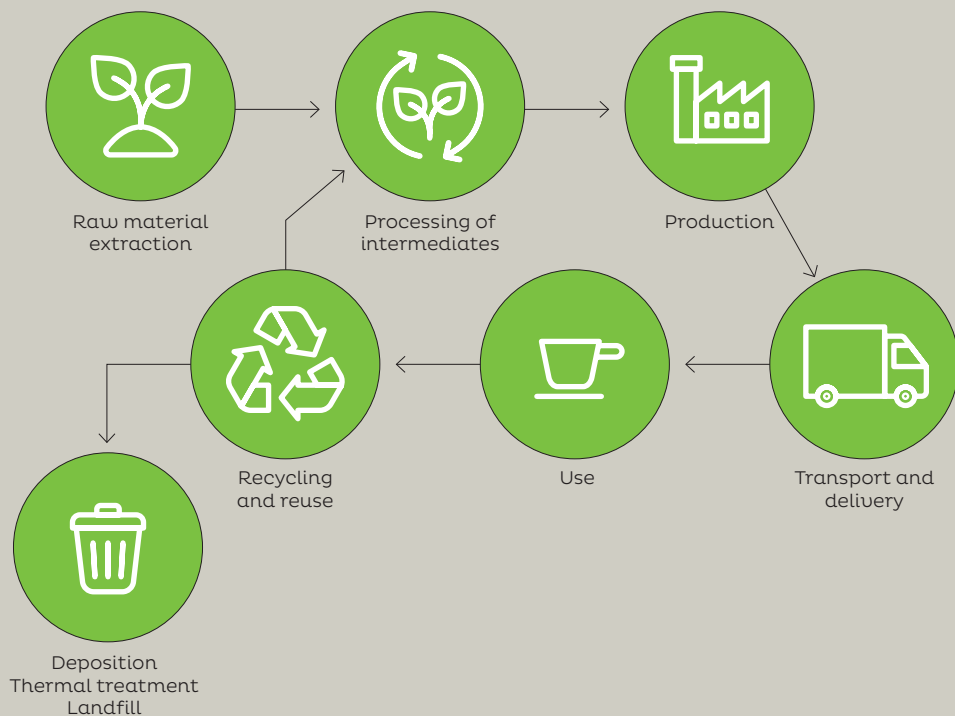 Raw material
extraction
Processing of
intermediates
Production
Recycling
and reuse
Use
Transport and
delivery
Deposition
Thermal treatment
Landfill